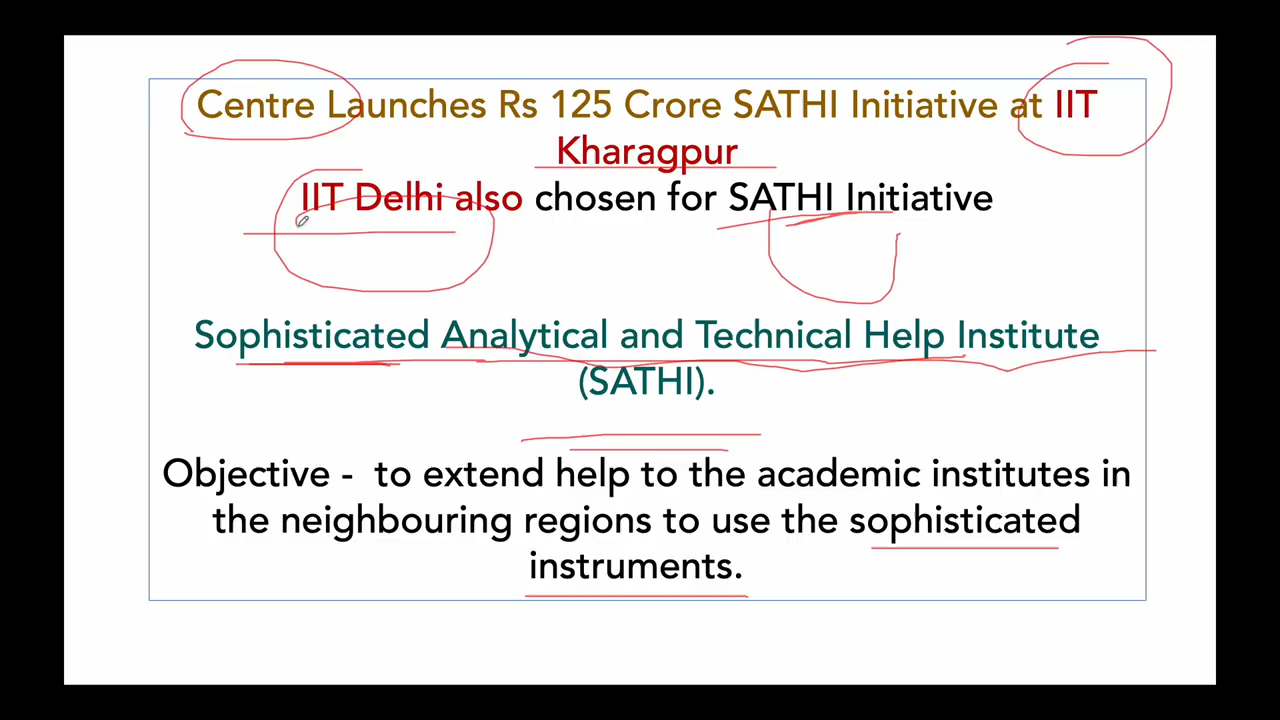 Centre Launches Rs 125 Crore SATHI Initiative at IIT
Kharagpur
IIT Delhi also chosen for SATHI Initiative
Sophisticated Analytical and Technical Help Institute
(SATHI).
Objective - to extend help to the academic institutes in
the neighbouring regions to use the sophisticated
instruments.